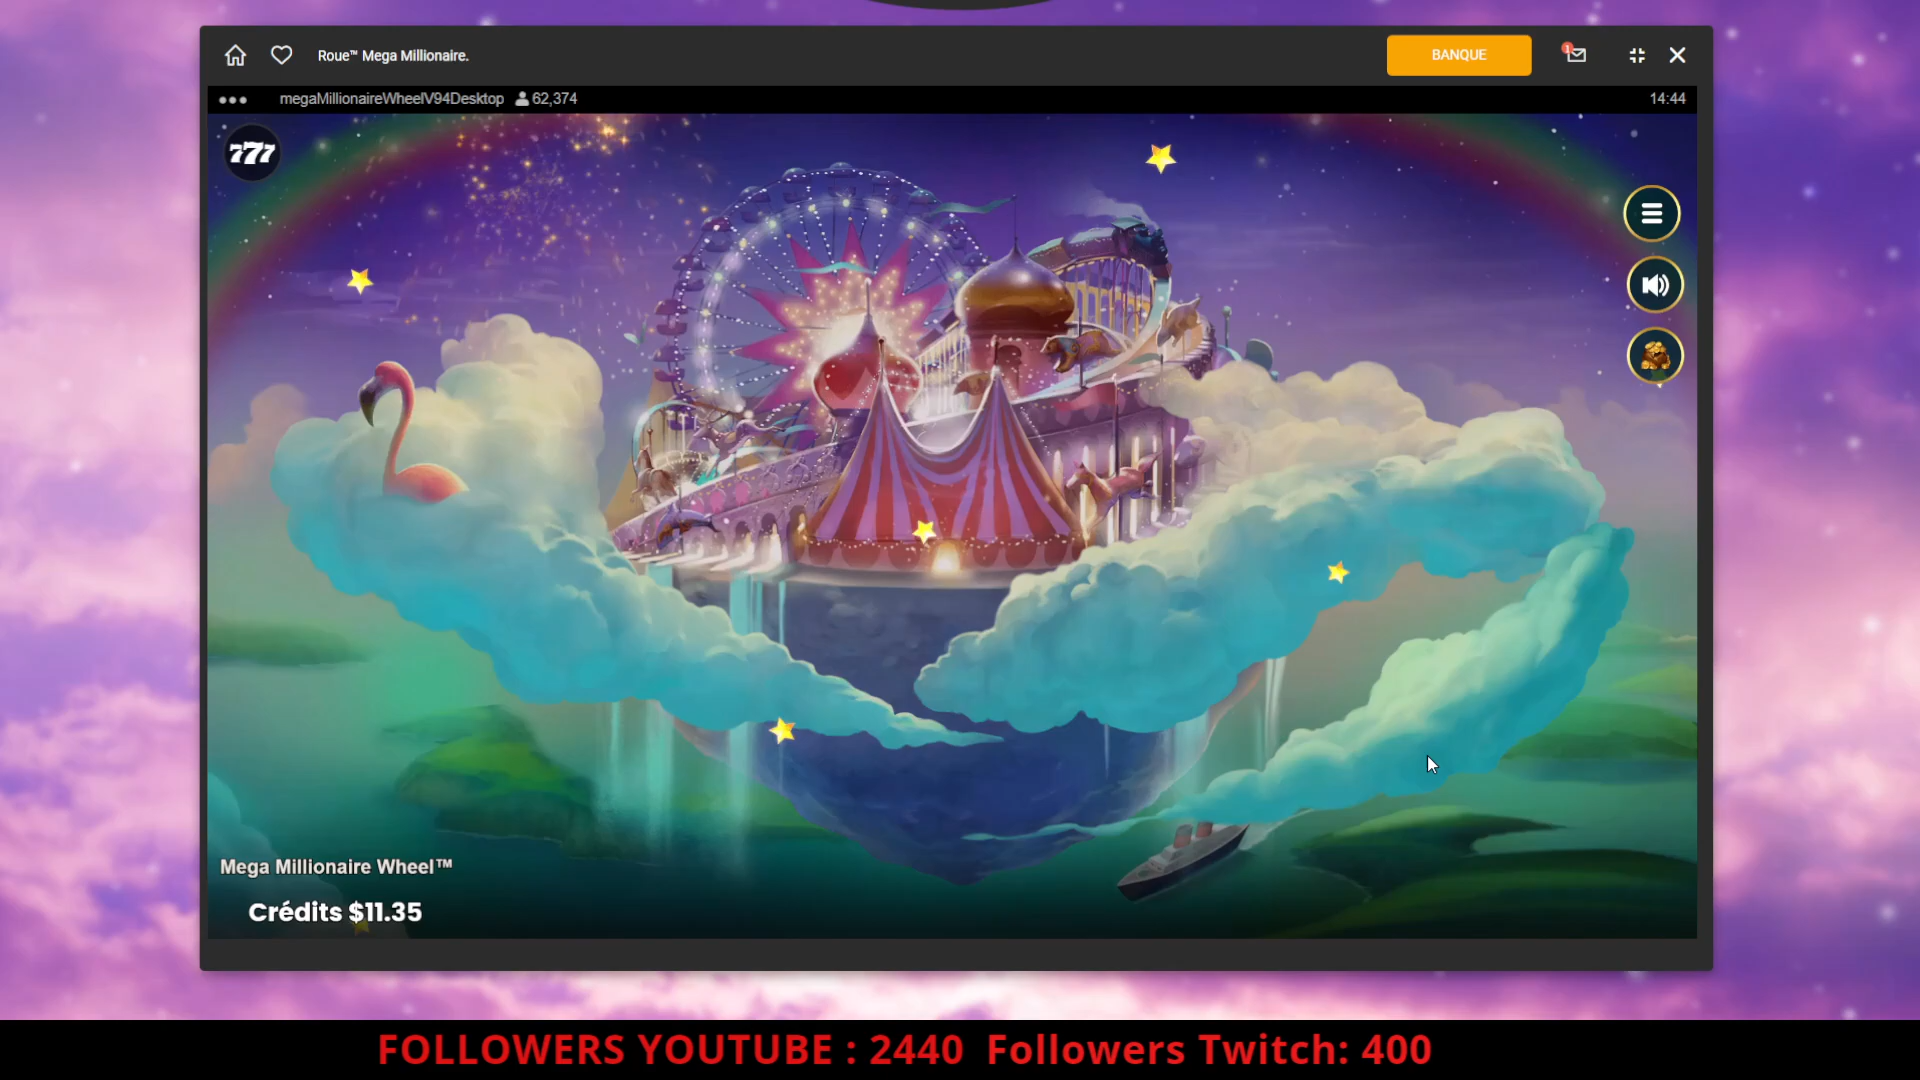 Roue™ Mega Millionaire.
BANQUE
1
megaMillionaireWheelV94Desktop 62,374
14:44
777
Mega Millionaire Wheel™
Crédits $11.35
FOLLOWERS YOUTUBE : 2440 Followers Twitch: 400